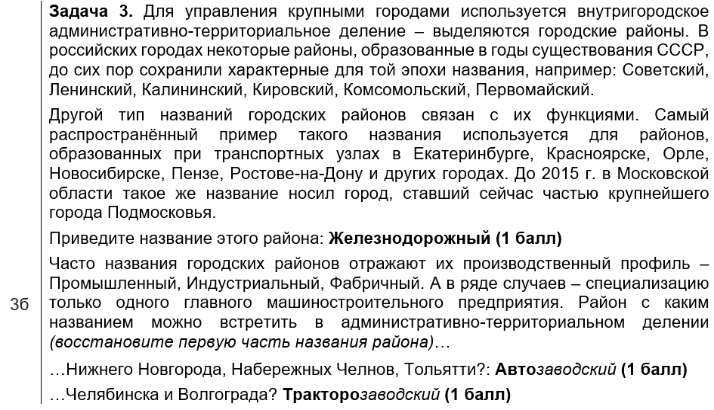 Задача 3. Для управления крупными городами используется внутригородское
административно-территориальное деление – выделяются городские районы. В
российских городах некоторые районы, образованные в годы существования СССР,
до сих пор сохранили характерные для той эпохи названия, например: Советский,
Ленинский, Калининский, Кировский, Комсомольский, Первомайский.
Другой тип названий городских районов связан с их функциями. Самый
распространённый пример такого названия используется для районов,
образованных при транспортных узлах в Екатеринбурге, Красноярске, Орле,
Новосибирске, Пензе, Ростове-на-Дону и других городах. До 2015 г. в Московской
области такое же название носил город, ставший сейчас частью крупнейшего
города Подмосковья.
Приведите название этого района: Железнодорожный (1 балл)
Часто названия городских районов отражают их производственный профиль –
Промышленный, Индустриальный, Фабричный. А в ряде случаев – специализацию
3б только одного главного машиностроительного предприятия. Район с каким
названием можно встретить в административно-территориальном делении
(восстановите первую часть названия района)…
…Нижнего Новгорода, Набережных Челнов, Тольятти?: Автозаводский (1 балл)
…Челябинска и Волгограда? Тракторозаводский (1 балл)